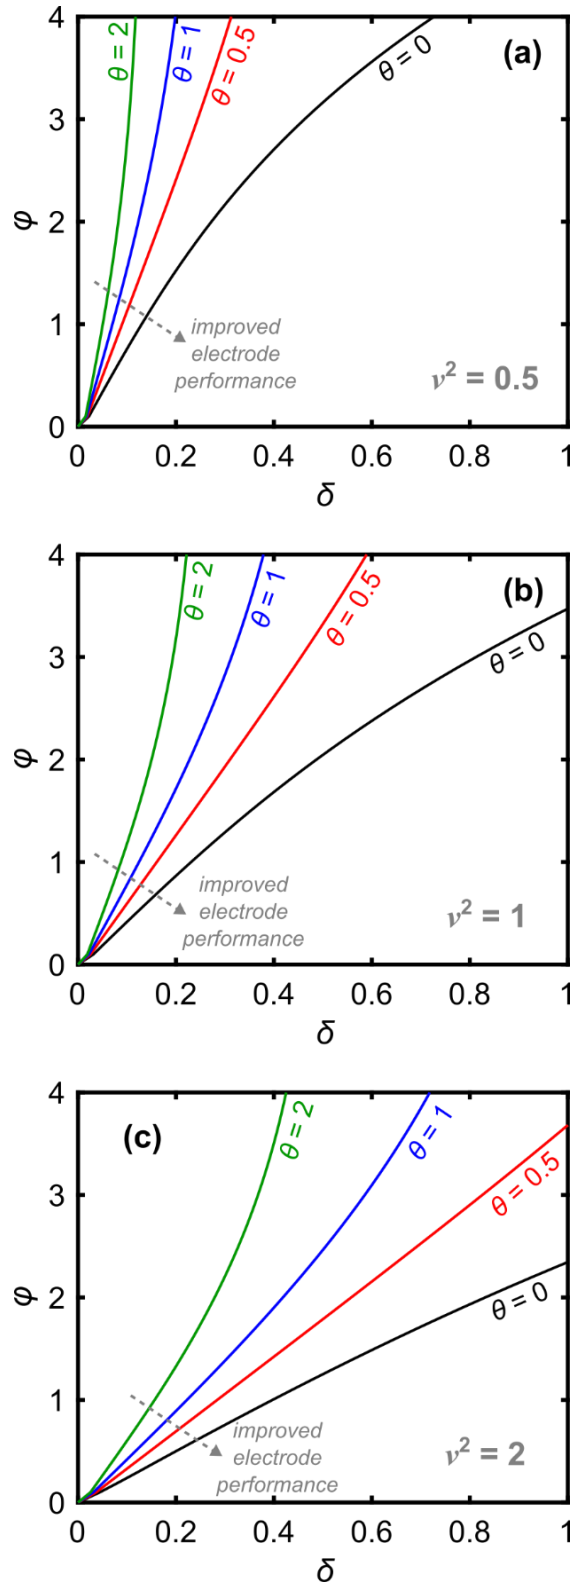 (a)
φ
4
3
2
1
0
θ = 2
θ = 1
θ = 0.5
θ = 0
improved
electrode
performance
ν² = 0.5
0 0.2 0.4 0.6 0.8 1
δ
(b)
φ
4
3
2
1
0
θ = 2
θ = 1
θ = 0.5
θ = 0
improved
electrode
performance
ν² = 1
0 0.2 0.4 0.6 0.8 1
δ
(c)
φ
4
3
2
1
0
θ = 2
θ = 1
θ = 0.5
θ = 0
improved
electrode
performance
ν² = 2
0 0.2 0.4 0.6 0.8 1
δ